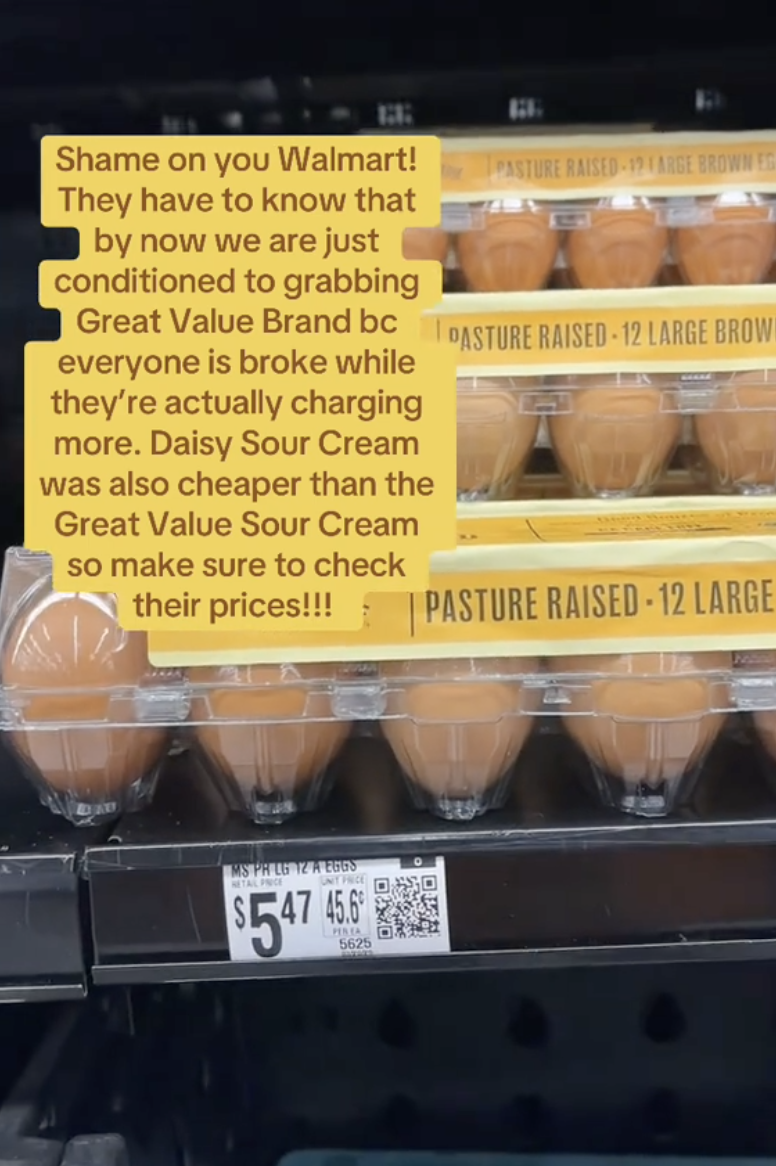 PASTURE RAISED · 12 LARGE BROWN EG
Shame on you Walmart!
They have to know that
by now we are just
conditioned to grabbing
Great Value Brand bc
everyone is broke while
they're actually charging
more. Daisy Sour Cream
was also cheaper than the
Great Value Sour Cream
so make sure to check
their prices!!!
PASTURE RAISED · 12 LARGE BROW
PASTURE RAISED · 12 LARGE
MS PR LG 12 A EGGS
RETAIL PRICE
UNIT PRICE
$5 47
45.6¢
PER EA
5625